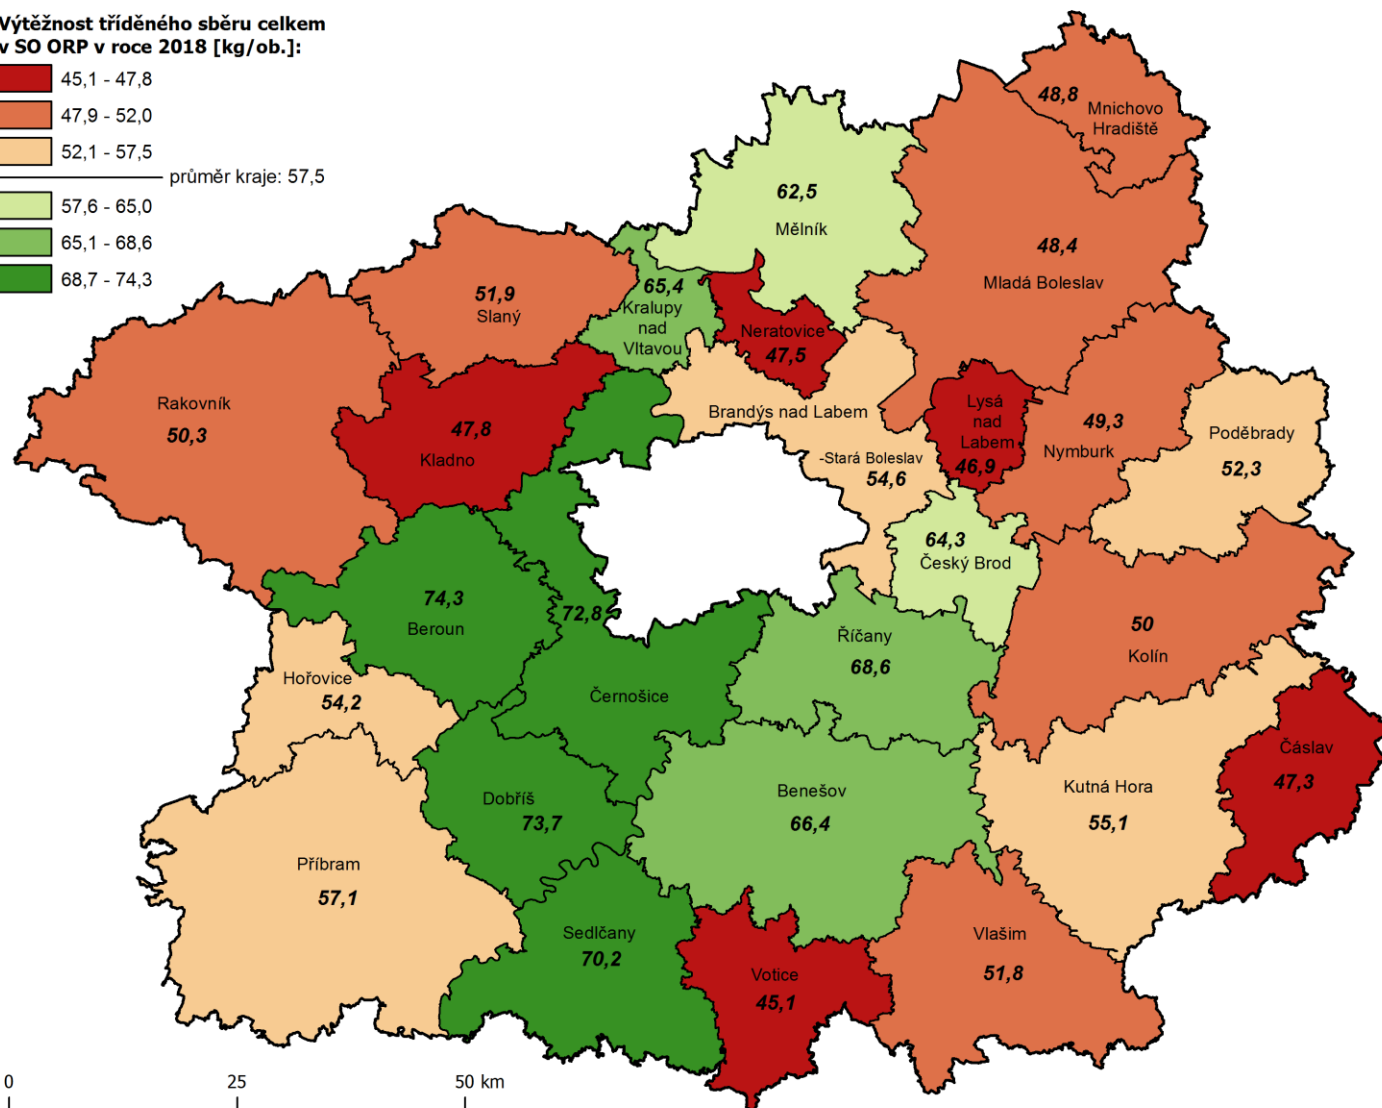 Výtěžnost tříděného sběru celkem
v SO ORP v roce 2018 [kg/ob.]:
45,1 - 47,8
47,9 - 52,0
52,1 - 57,5
průměr kraje: 57,5
57,6 - 65,0
65,1 - 68,6
68,7 - 74,3
48,8
Mnichovo
Hradiště
62,5
Mělník
48,4
Mladá Boleslav
51,9
Slaný
65,4
Kralupy
nad
Vltavou
Neratovice
47,5
Rakovník
50,3
47,8
Kladno
Brandýs nad Labem
-Stará Boleslav
54,6
Lysá
nad
Labem
46,9
49,3
Nymburk
Poděbrady
52,3
64,3
Český Brod
74,3
Beroun
72,8
Černošice
Říčany
68,6
50
Kolín
Hořovice
54,2
Čáslav
47,3
Kutná Hora
55,1
Benešov
66,4
Dobříš
73,7
Příbram
57,1
Sedlčany
70,2
Votice
45,1
Vlašim
51,8
0
25
50 km